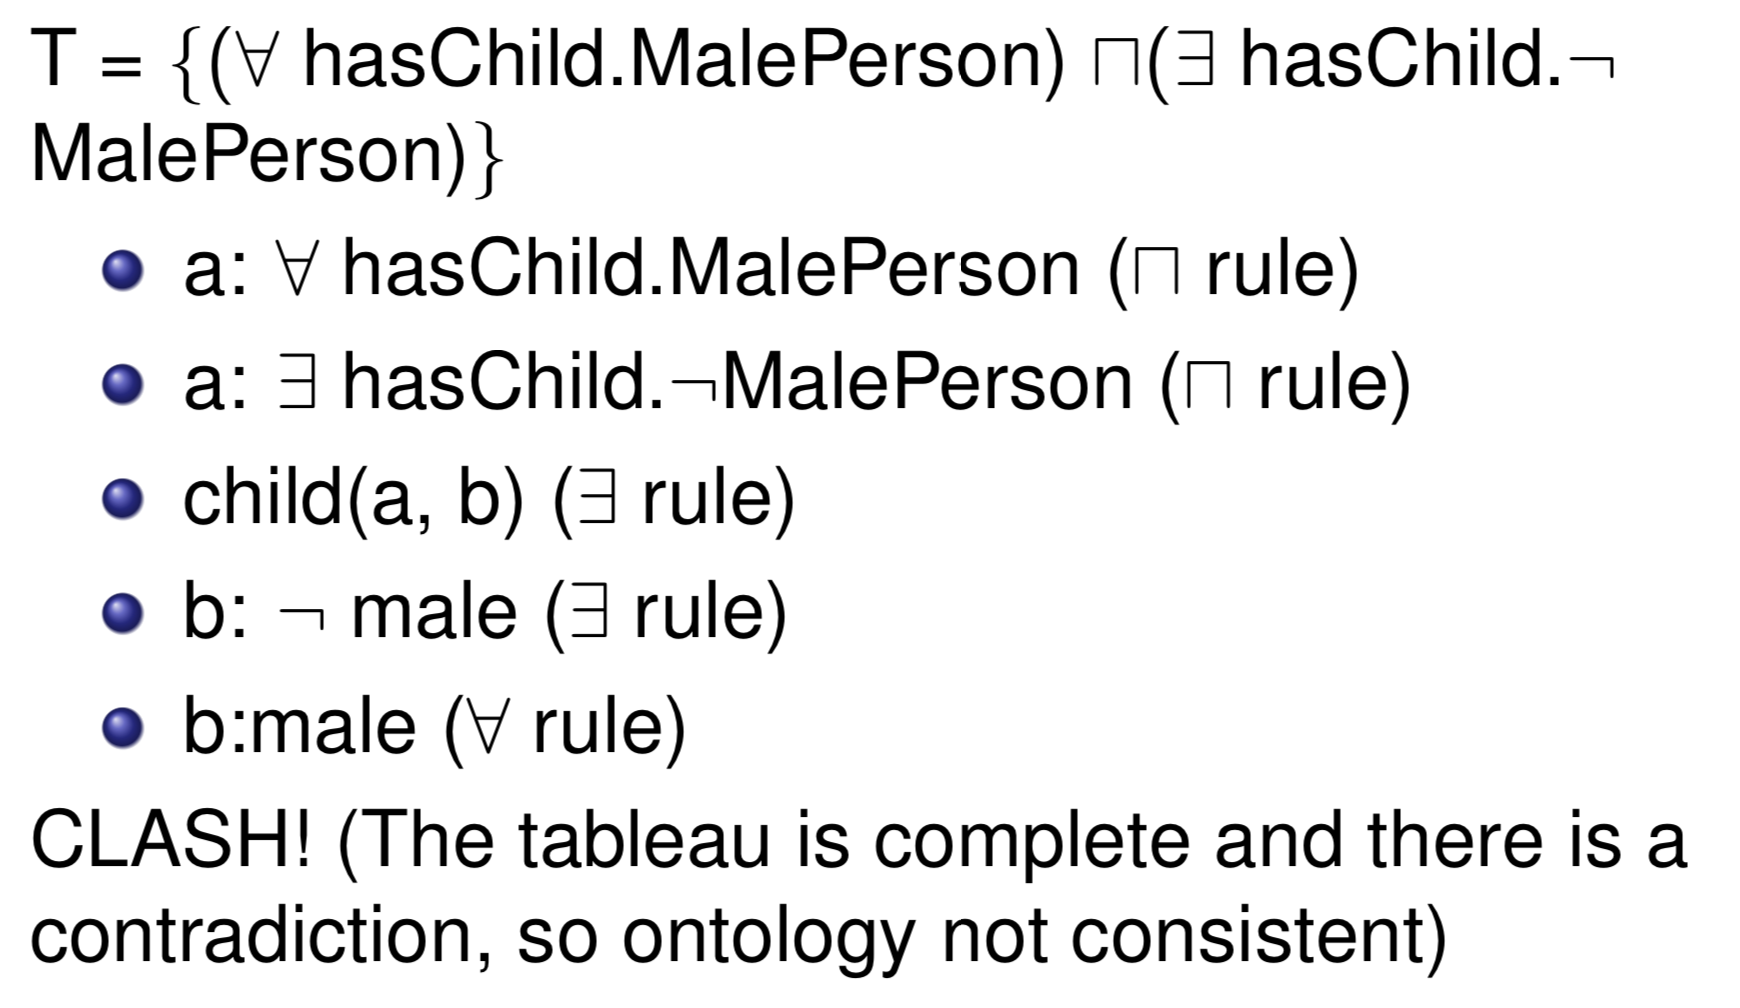 T = {(∀ hasChild.MalePerson) ⊓(∃ hasChild.¬
MalePerson)}
a: ∀ hasChild.MalePerson (⊓ rule)
a: ∃ hasChild.¬MalePerson (⊓ rule)
child(a, b) (∃ rule)
b: ¬ male (∃ rule)
b:male (∀ rule)
CLASH! (The tableau is complete and there is a
contradiction, so ontology not consistent)